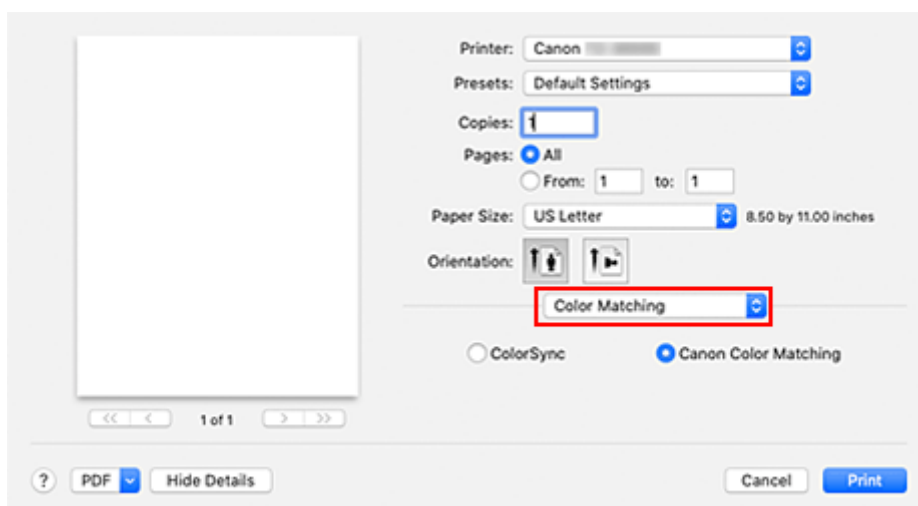 Printer: Canon
Presets: Default Settings
Copies: 1
Pages: All
From: 1 to: 1
Paper Size: US Letter 8.50 by 11.00 inches
Orientation:
Color Matching
ColorSync Canon Color Matching
<< < 1 of 1 > >>
? PDF Hide Details Cancel Print